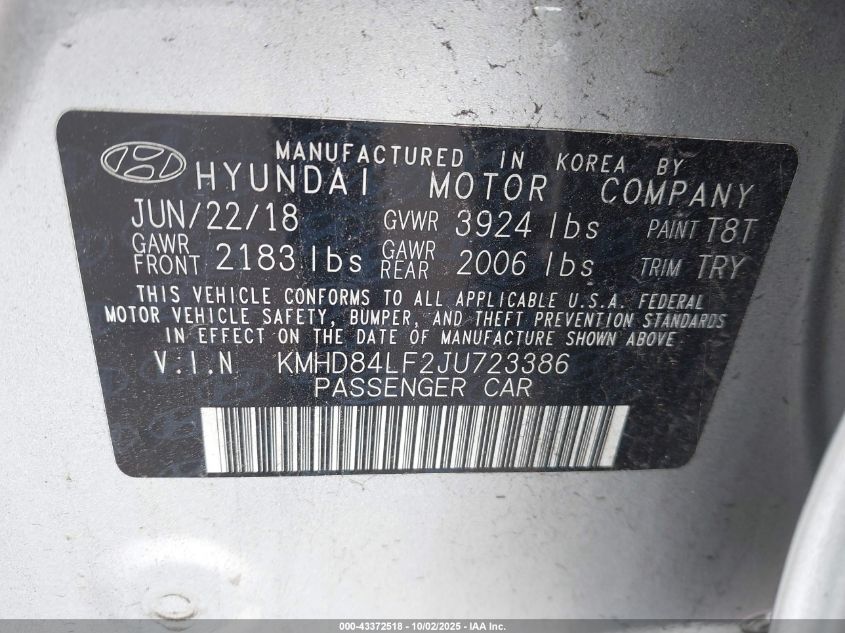 MANUFACTURED IN KOREA BY
HYUNDAI MOTOR COMPANY
JUN/22/18 GVWR 3924 lbs PAINT T8T
GAWR FRONT 2183 lbs GAWR REAR 2006 lbs TRIM TRY
THIS VEHICLE CONFORMS TO ALL APPLICABLE U.S.A. FEDERAL
MOTOR VEHICLE SAFETY, BUMPER, AND THEFT PREVENTION STANDARDS
IN EFFECT ON THE DATE OF MANUFACTURE SHOWN ABOVE.
V.I.N KMHD84LF2JU723386
PASSENGER CAR
000-43372518 - 10/02/2025 - IAA Inc.